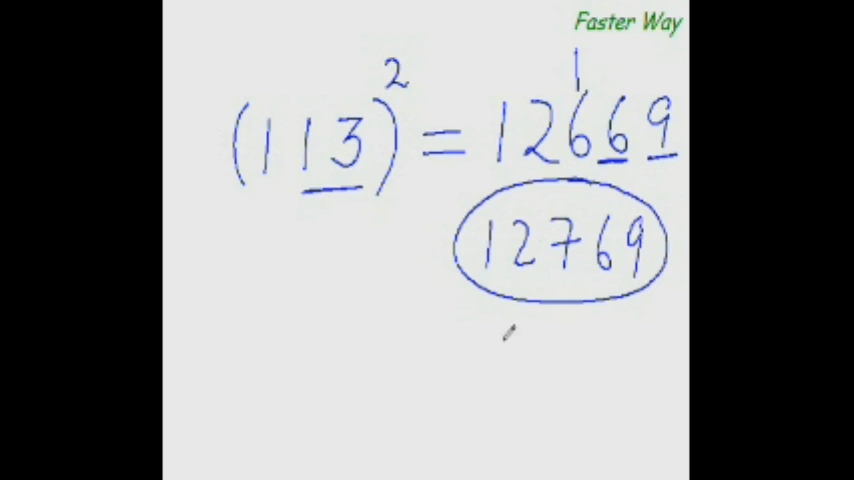 Faster Way
1
(113)² = 12669
12769